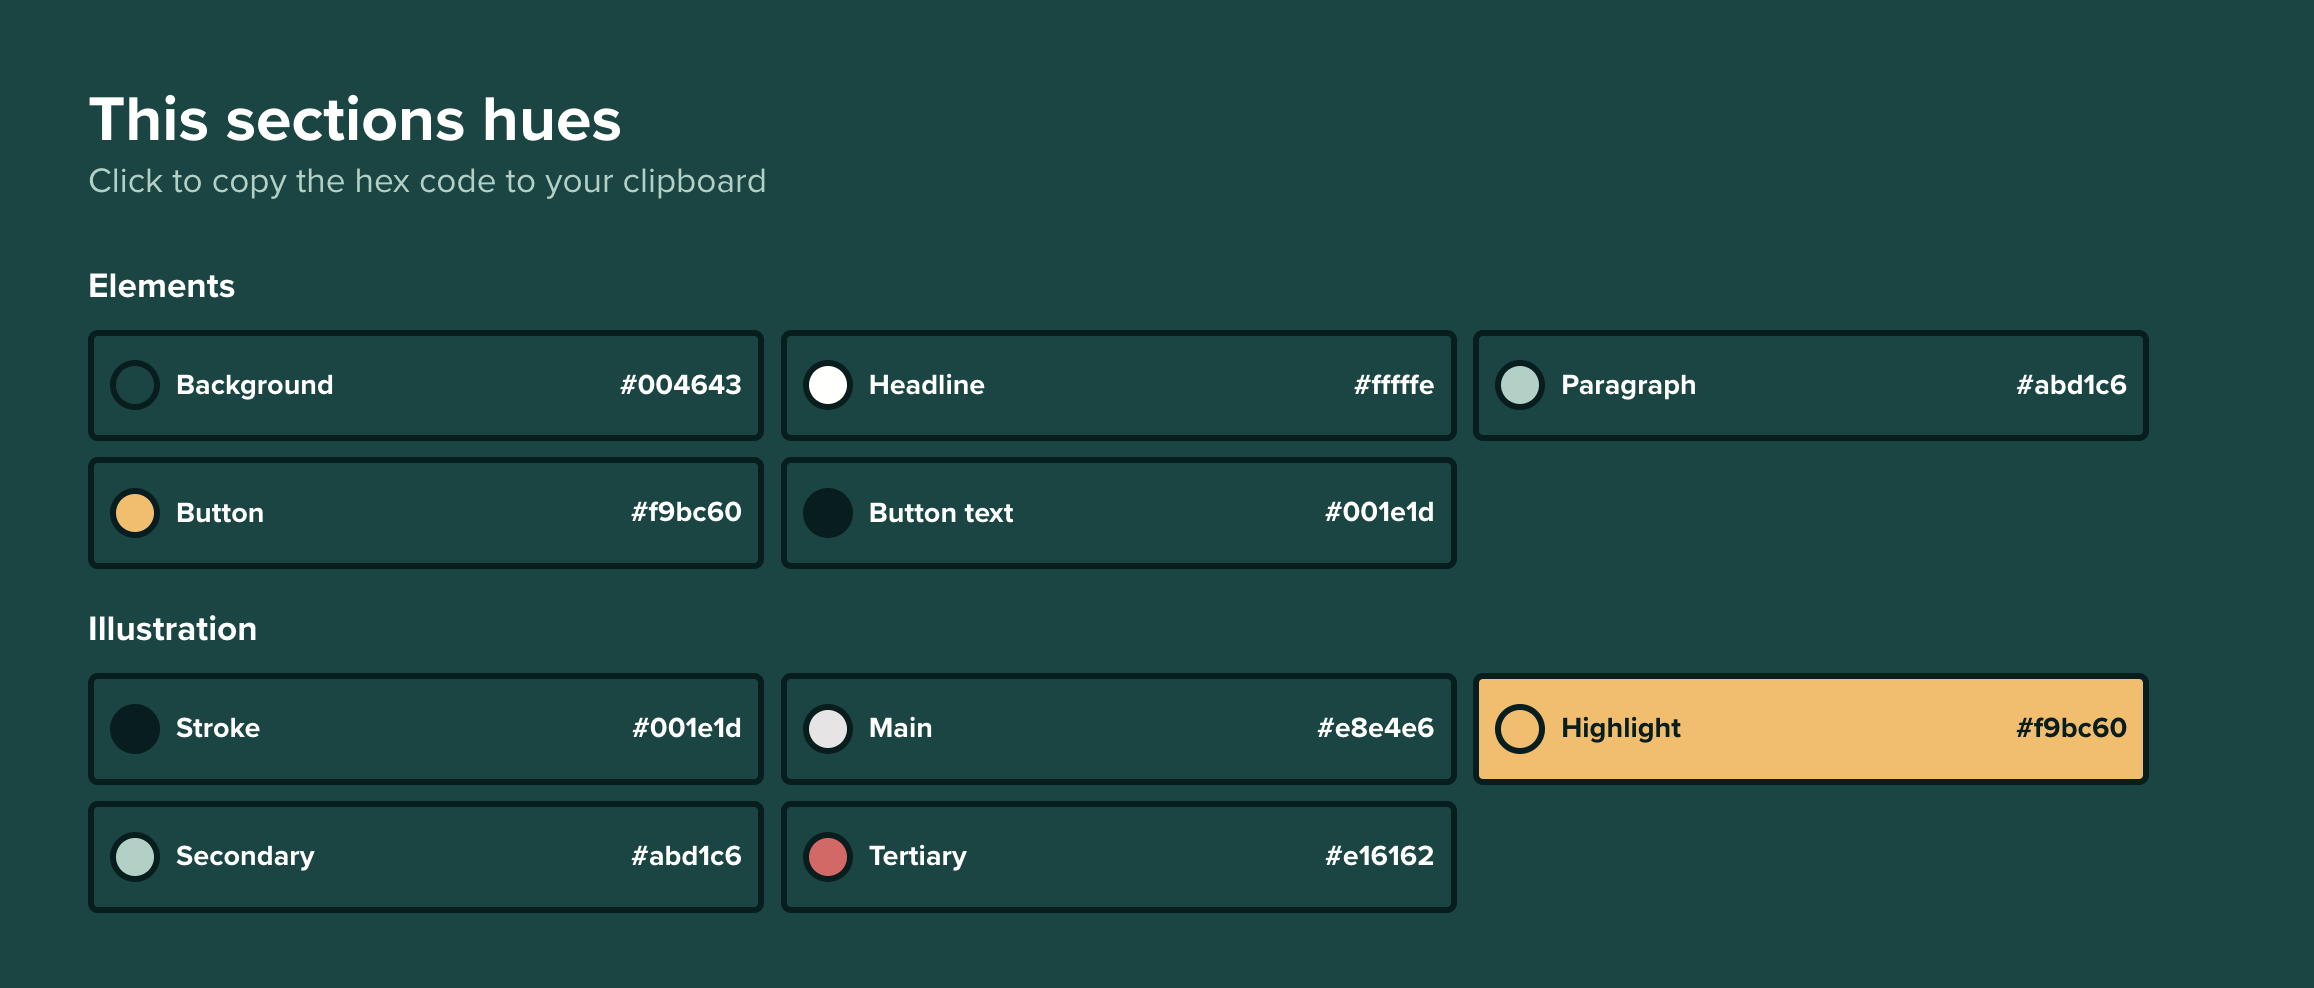 This sections hues
Click to copy the hex code to your clipboard
Elements
Background #004643
Headline #fffffe
Paragraph #abd1c6
Button #f9bc60
Button text #001e1d
Illustration
Stroke #001e1d
Main #e8e4e6
Highlight #f9bc60
Secondary #abd1c6
Tertiary #e16162